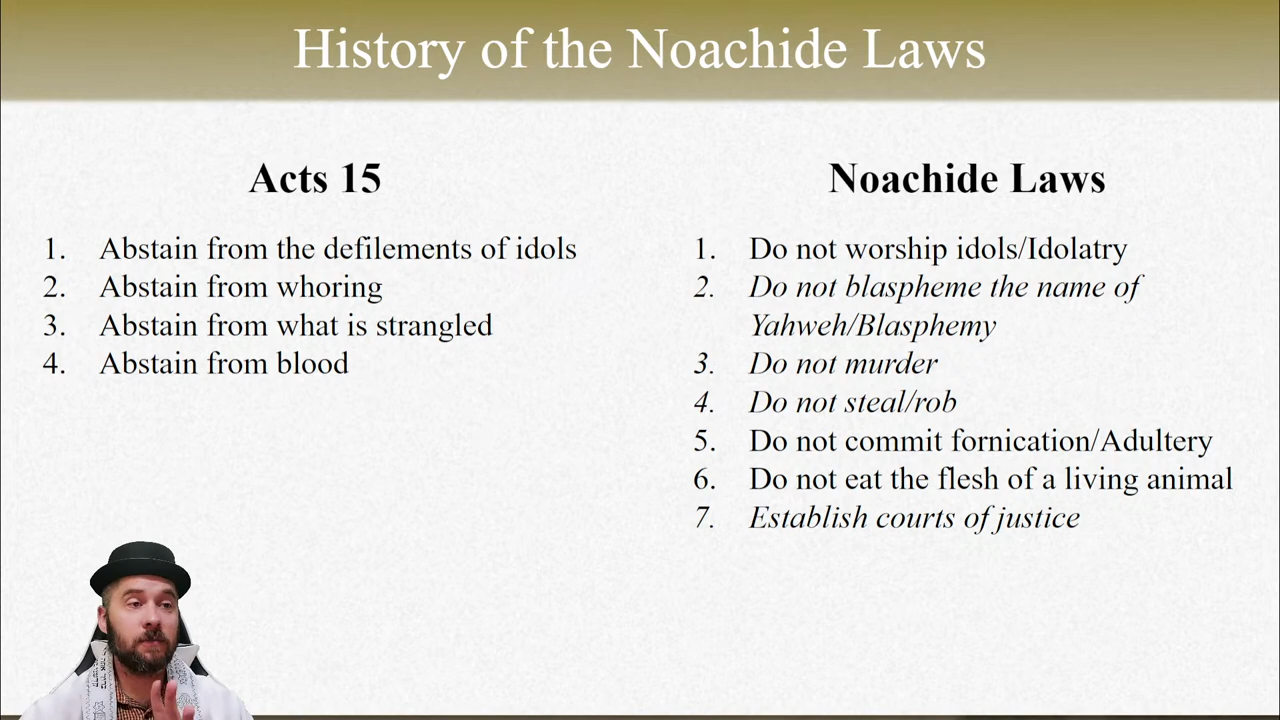 History of the Noachide Laws
Acts 15
1. Abstain from the defilements of idols
2. Abstain from whoring
3. Abstain from what is strangled
4. Abstain from blood
Noachide Laws
1. Do not worship idols/Idolatry
2. Do not blaspheme the name of
Yahweh/Blasphemy
3. Do not murder
4. Do not steal/rob
5. Do not commit fornication/Adultery
6. Do not eat the flesh of a living animal
7. Establish courts of justice